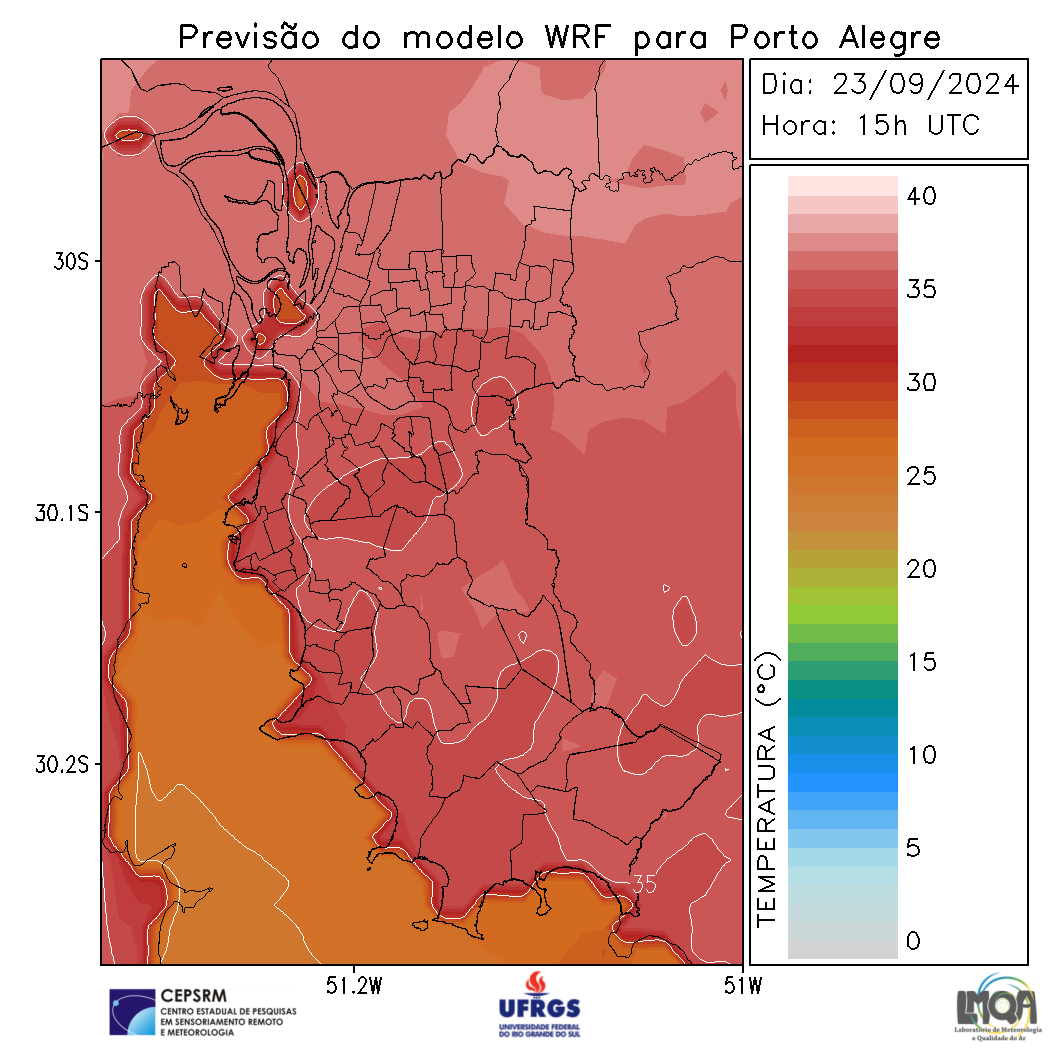 Previsão do modelo WRF para Porto Alegre
Dia: 23/09/2024
Hora: 15h UTC
30S
30.1S
30.2S
51.2W
51W
35
TEMPERATURA (°C)
40
35
30
25
20
15
10
5
0
CEPSRM
CENTRO ESTADUAL DE PESQUISAS
EM SENSORIAMENTO REMOTO
E METEOROLOGIA
UFRGS
UNIVERSIDADE FEDERAL
DO RIO GRANDE DO SUL
LMQA
Laboratório de Meteorologia
e Qualidade do Ar